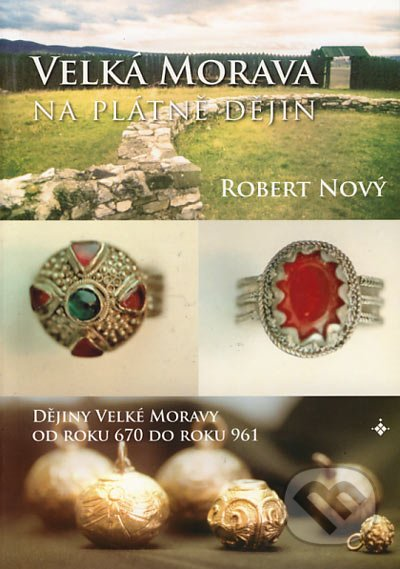 VELKÁ MORAVA
NA PLÁTNĚ DĚJIN
ROBERT NOVÝ
DĚJINY VELKÉ MORAVY
OD ROKU 670 DO ROKU 961